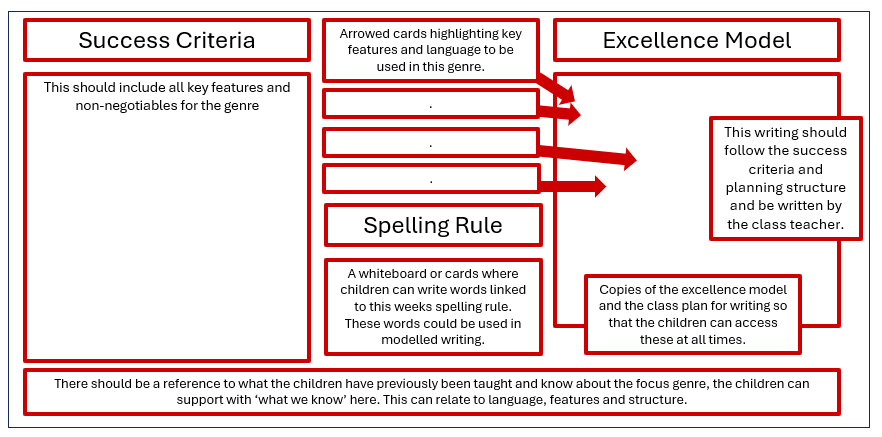 Success Criteria
This should include all key features and
non-negotiables for the genre
Arrowed cards highlighting key
features and language to be
used in this genre.
.
.
.
Spelling Rule
A whiteboard or cards where
children can write words linked
to this weeks spelling rule.
These words could be used in
modelled writing.
Excellence Model
This writing should
follow the success
criteria and
planning structure
and be written by
the class teacher.
Copies of the excellence model
and the class plan for writing so
that the children can access
these at all times.
There should be a reference to what the children have previously been taught and know about the focus genre, the children can
support with ‘what we know’ here. This can relate to language, features and structure.